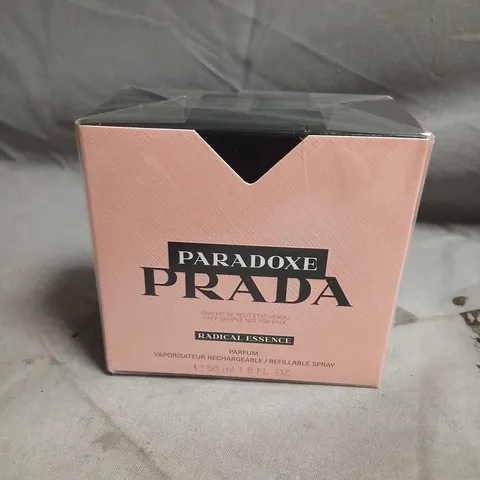 PARADOXE
PRADA
RADICAL ESSENCE
PARFUM
VAPORISATEUR RECHARGEABLE / REFILLABLE SPRAY
50 ml 1.6 FL. OZ.